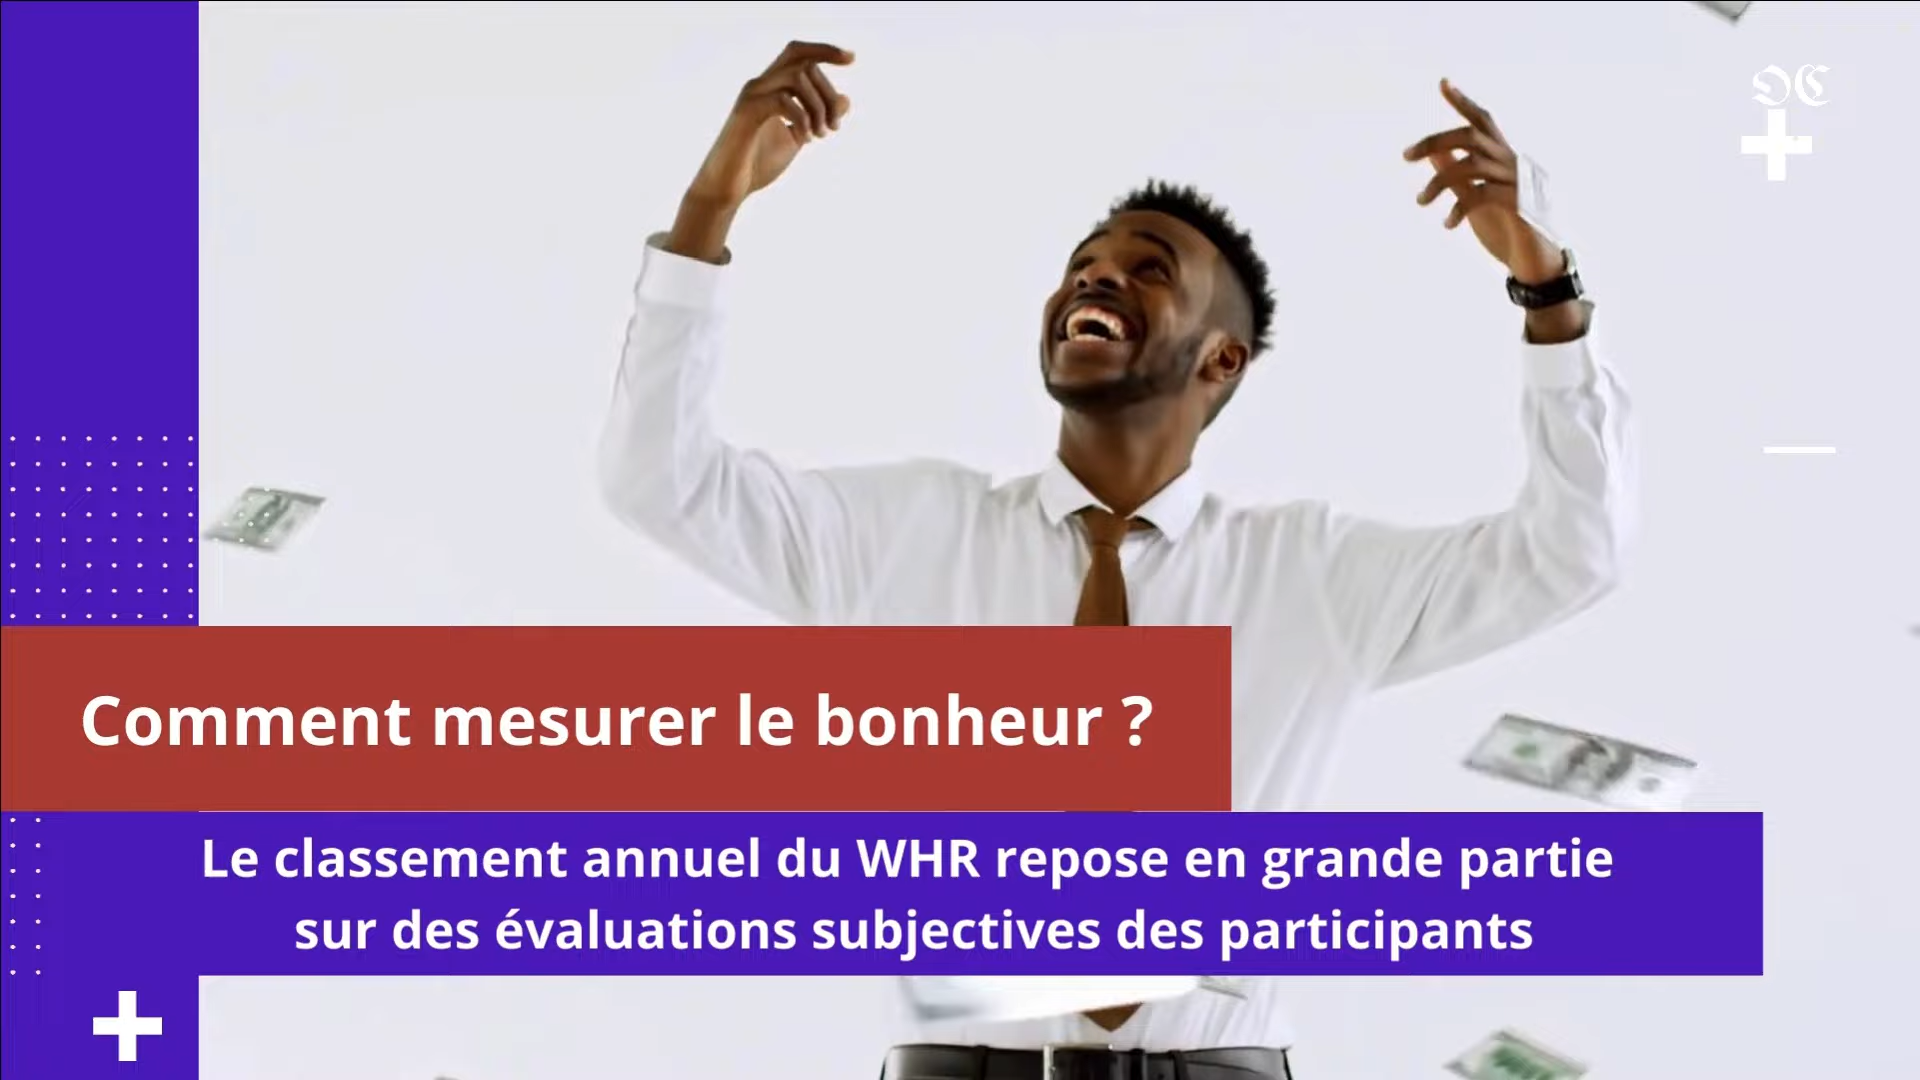 OC
Comment mesurer le bonheur ?
Le classement annuel du WHR repose en grande partie
sur des évaluations subjectives des participants